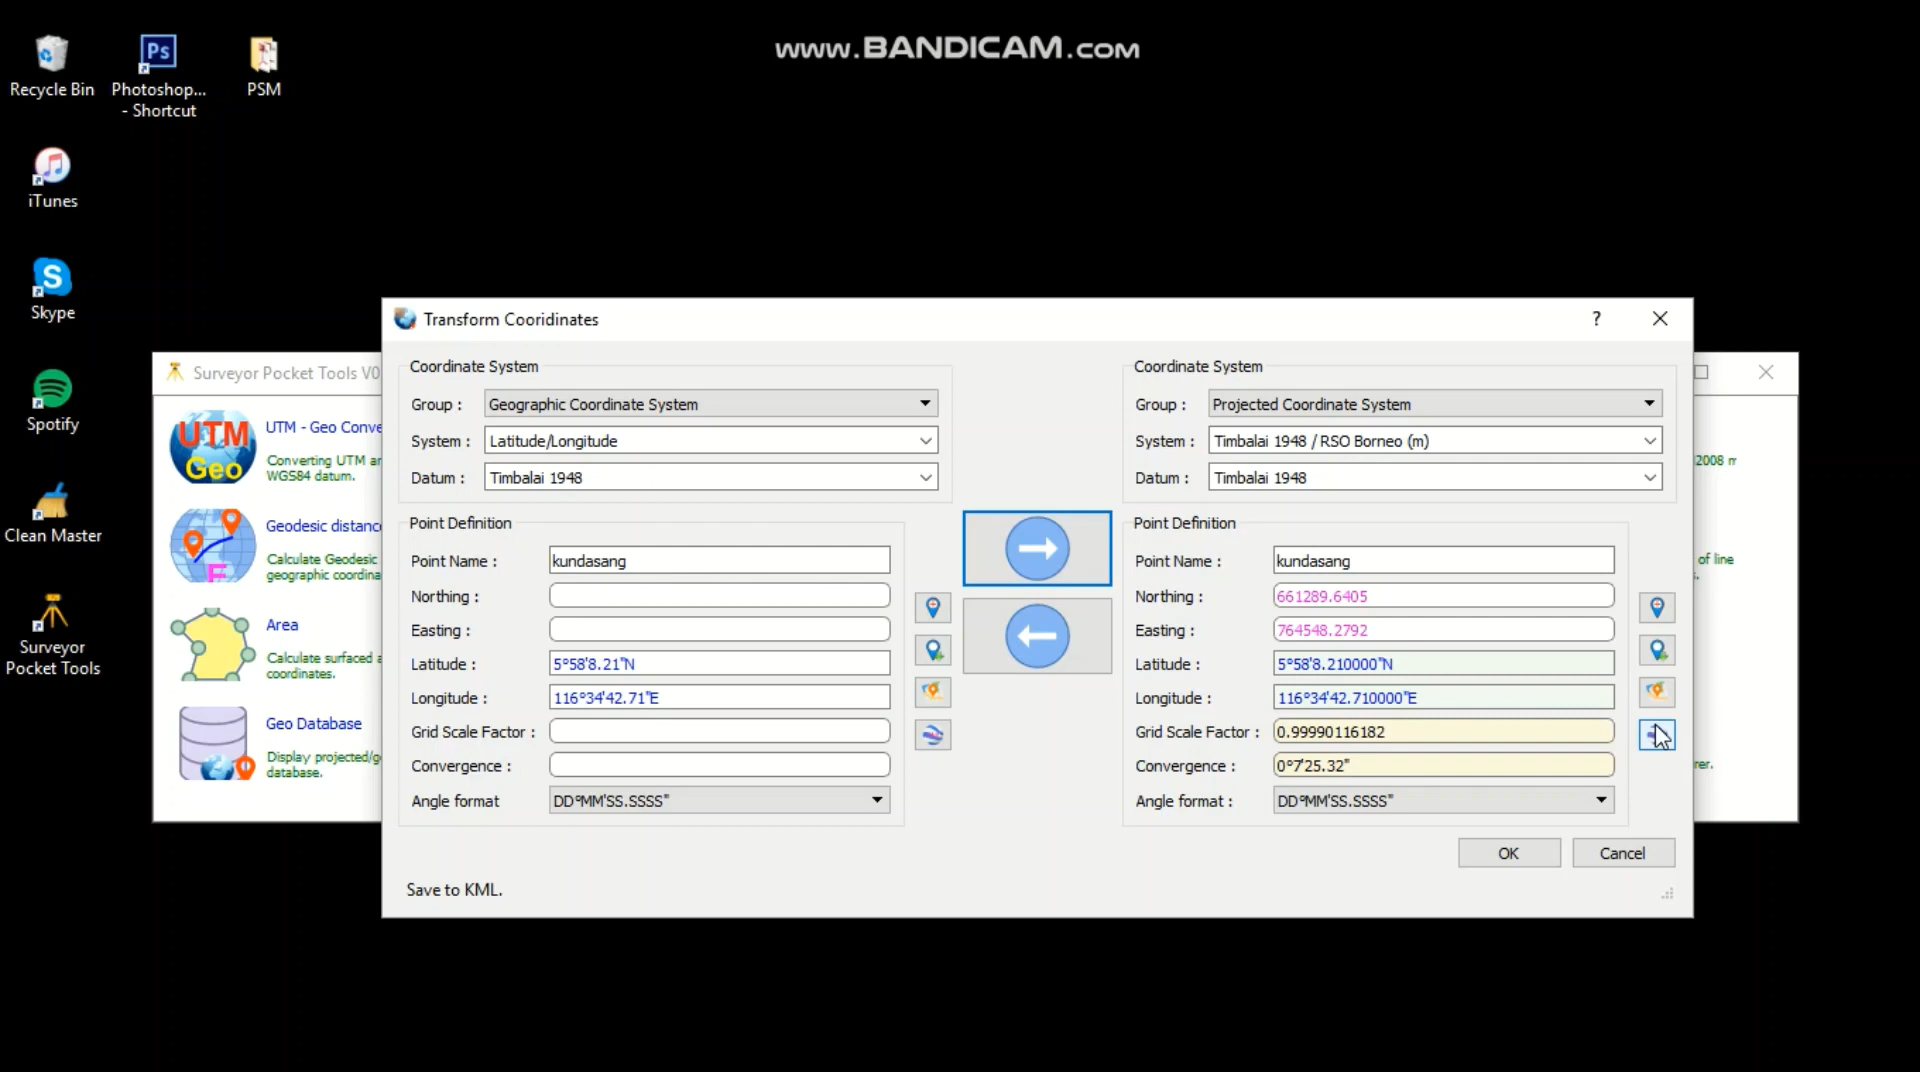 www.BANDICAM.com
Recycle Bin
Photoshop...
- Shortcut
PSM
iTunes
Skype
Spotify
Clean Master
Surveyor
Pocket Tools
Surveyor Pocket Tools V0
UTM
Geo
UTM - Geo Conve
Converting UTM ar
WGS84 datum.
Geodesic distanc
Calculate Geodesic
geographic coordina
Area
Calculate surfaced a
coordinates.
Geo Database
Display projected/g
database.
2008 m
of line
s.
rer.
Transform Cooridinates
?
Coordinate System
Group :
Geographic Coordinate System
System :
Latitude/Longitude
Datum :
Timbalai 1948
Point Definition
Point Name :
kundasang
Northing :
Easting :
Latitude :
5°58'8.21"N
Longitude :
116°34'42.71"E
Grid Scale Factor :
Convergence :
Angle format
DD°MM'SS.SSSS"
Coordinate System
Group :
Projected Coordinate System
System :
Timbalai 1948 / RSO Borneo (m)
Datum :
Timbalai 1948
Point Definition
Point Name :
kundasang
Northing :
661289.6405
Easting :
764548.2792
Latitude :
5°58'8.210000"N
Longitude :
116°34'42.710000"E
Grid Scale Factor :
0.99990116182
Convergence :
0°7'25.32"
Angle format :
DD°MM'SS.SSSS"
OK
Cancel
Save to KML.